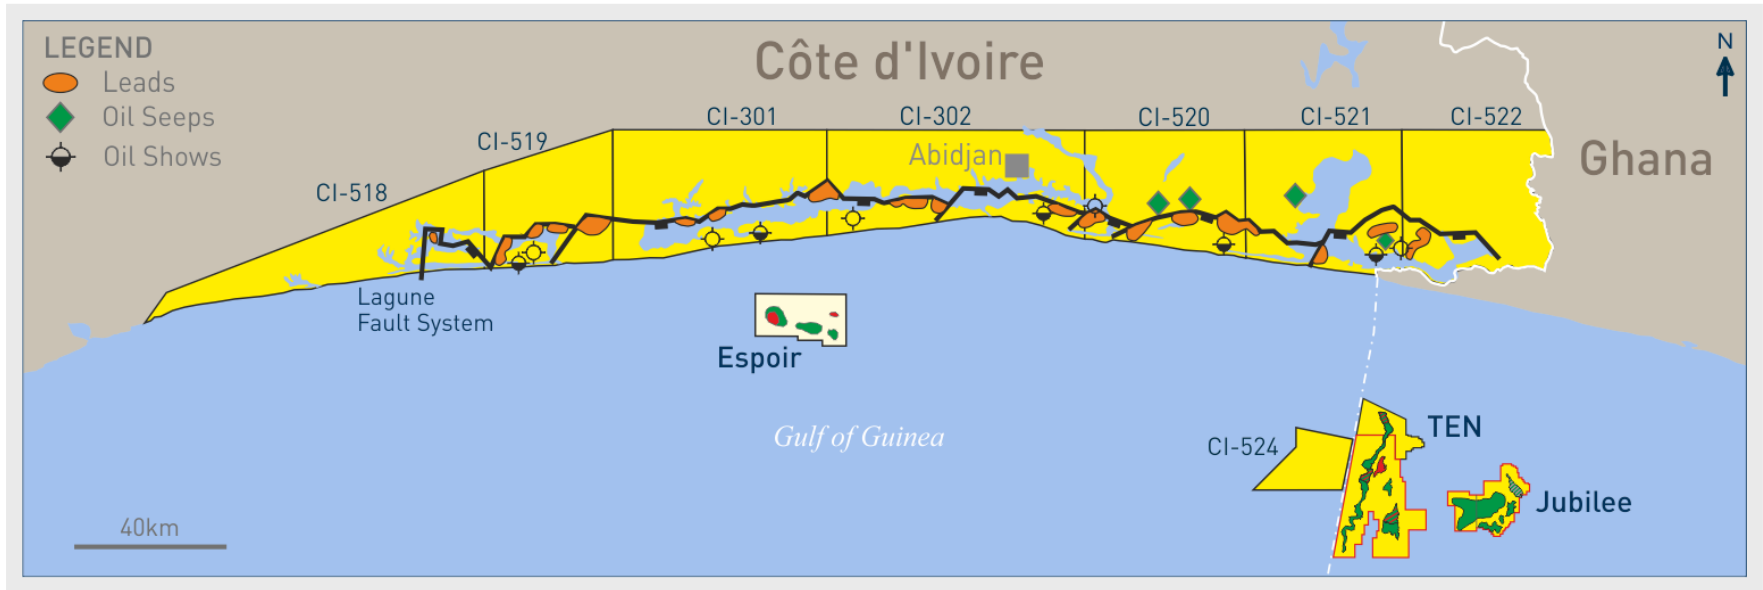 LEGEND
Leads
Oil Seeps
Oil Shows
Côte d'Ivoire
N
CI-518
CI-519
CI-301
CI-302
CI-520
CI-521
CI-522
Abidjan
Ghana
Lagune
Fault System
Espoir
Gulf of Guinea
CI-524
TEN
Jubilee
40km